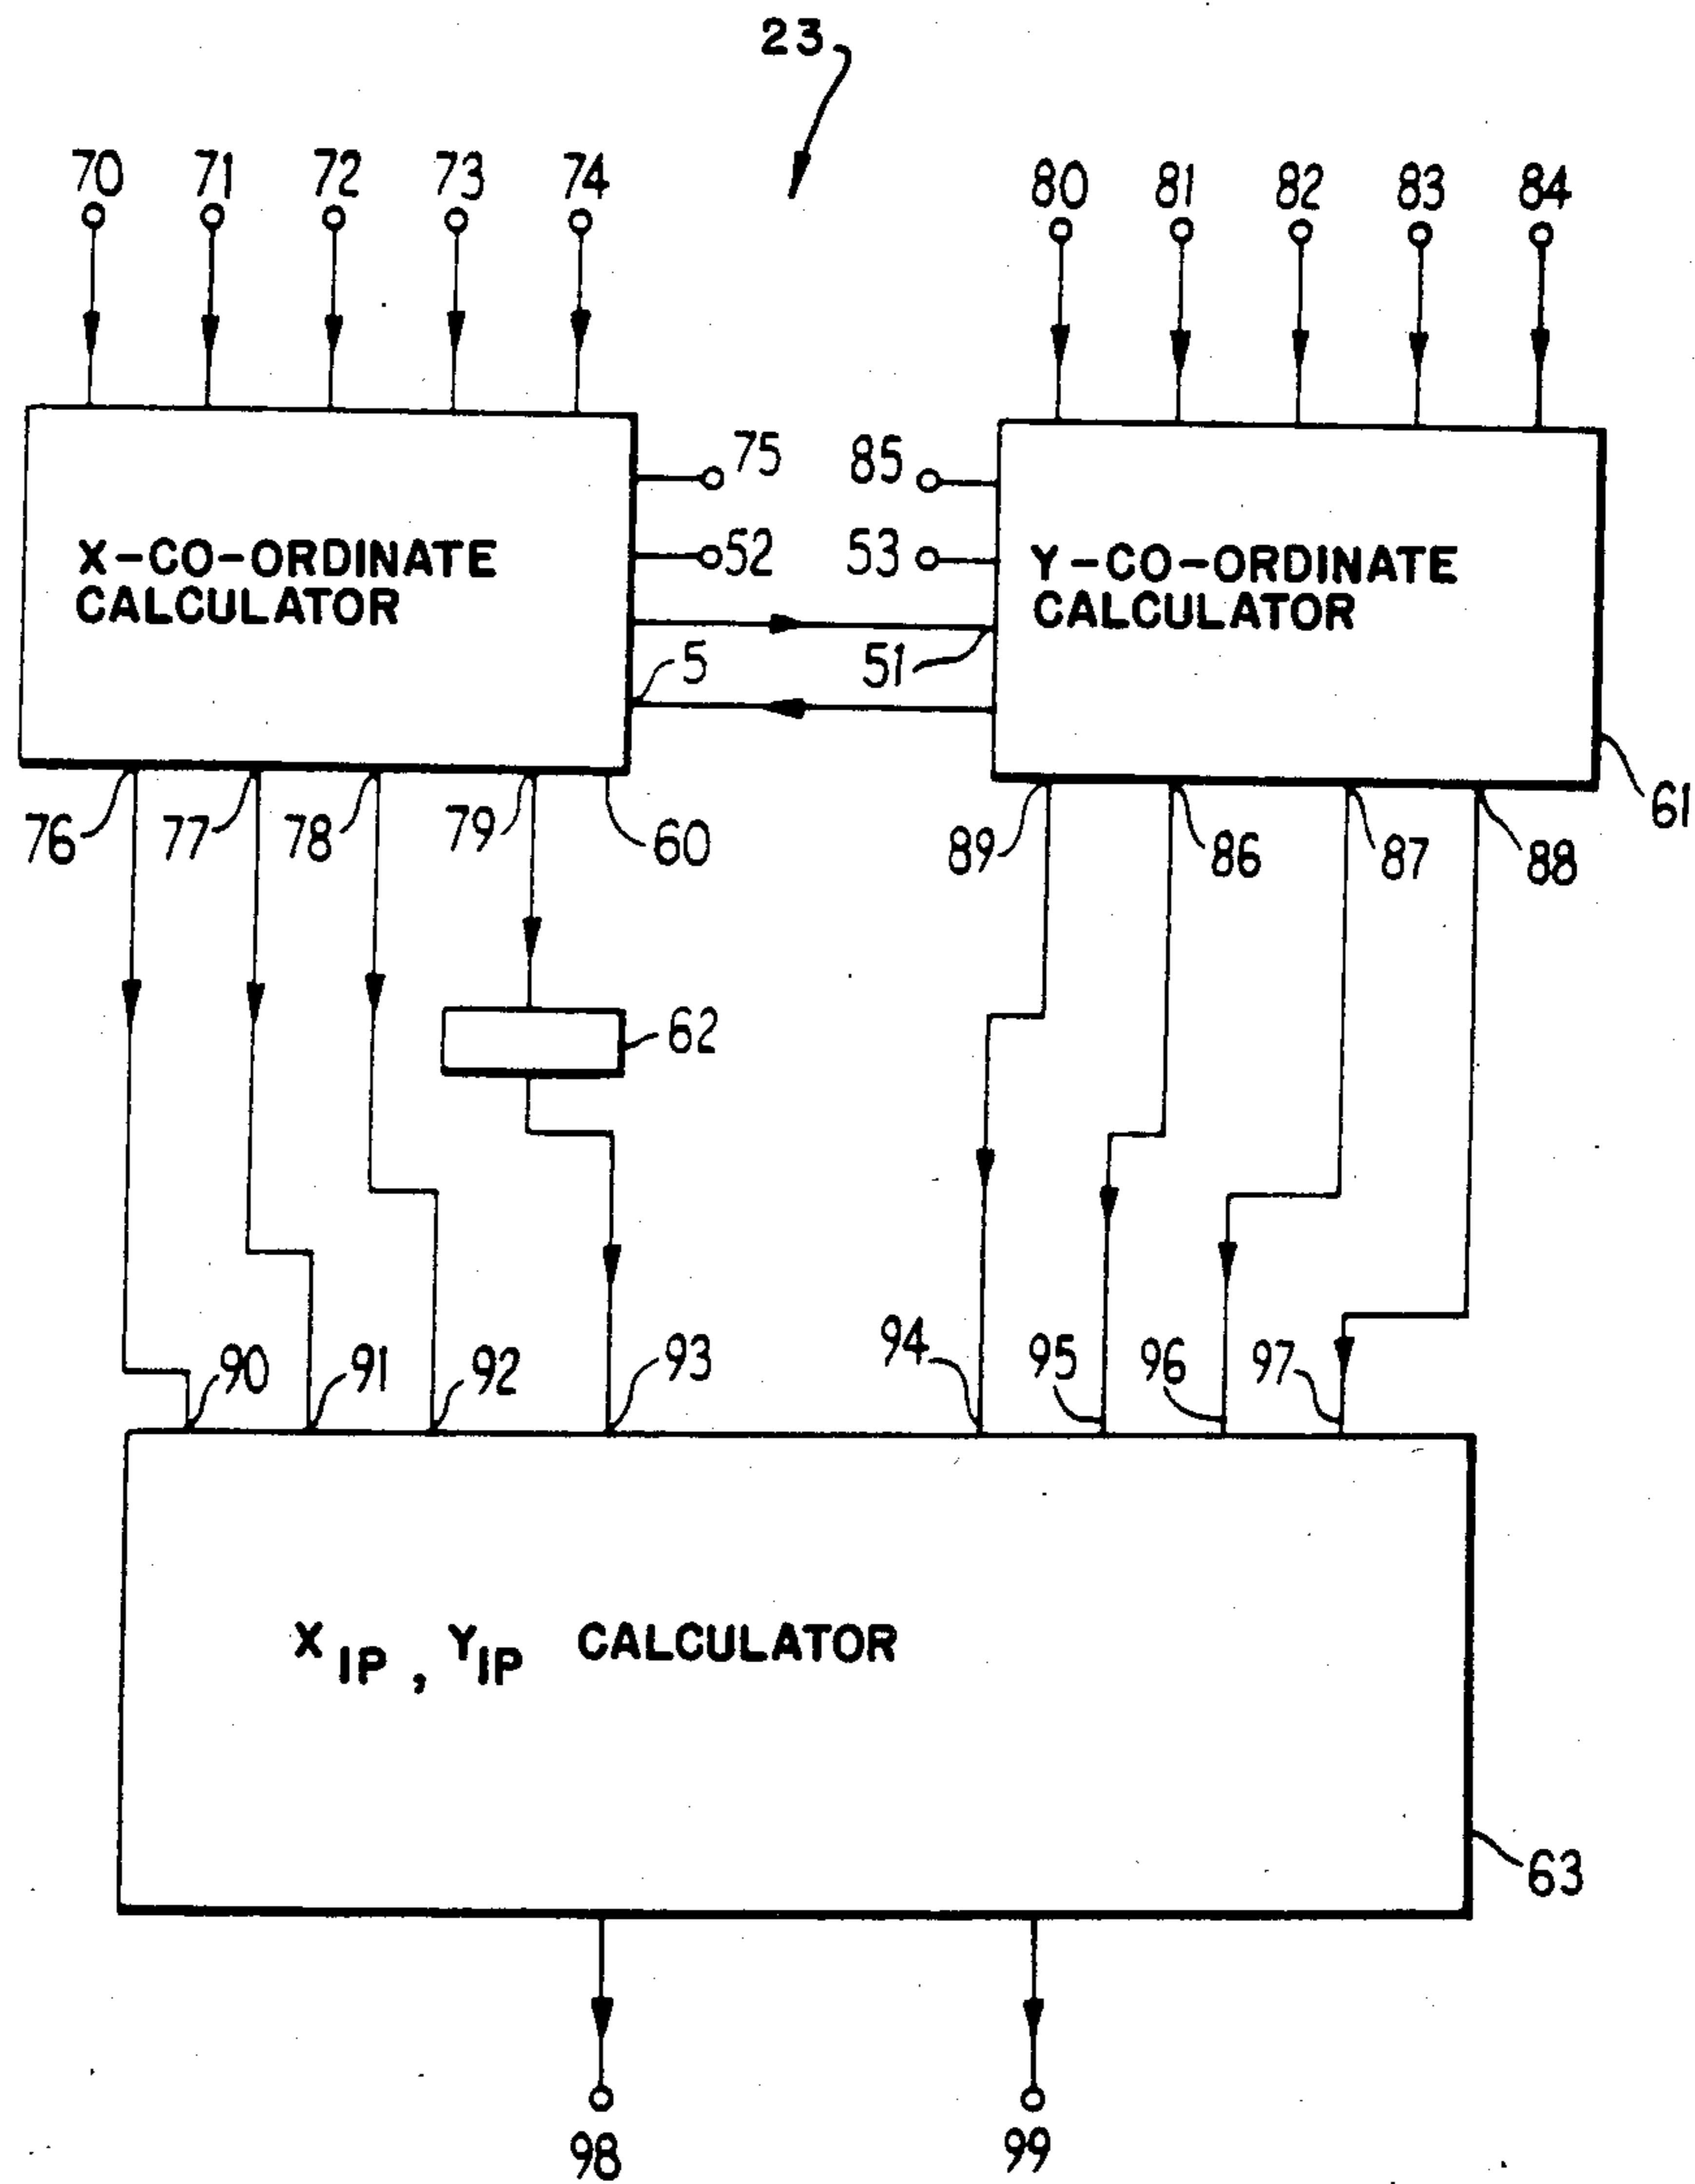 23
70 71 72 73 74
80 81 82 83 84
75 85
52 53
X-CO-ORDINATE
CALCULATOR
Y-CO-ORDINATE
CALCULATOR
51
5
61
76 77 78 79 60
89 86 87 88
62
90 91 92 93 94 95 96 97
X IP , Y IP CALCULATOR
63
98 99